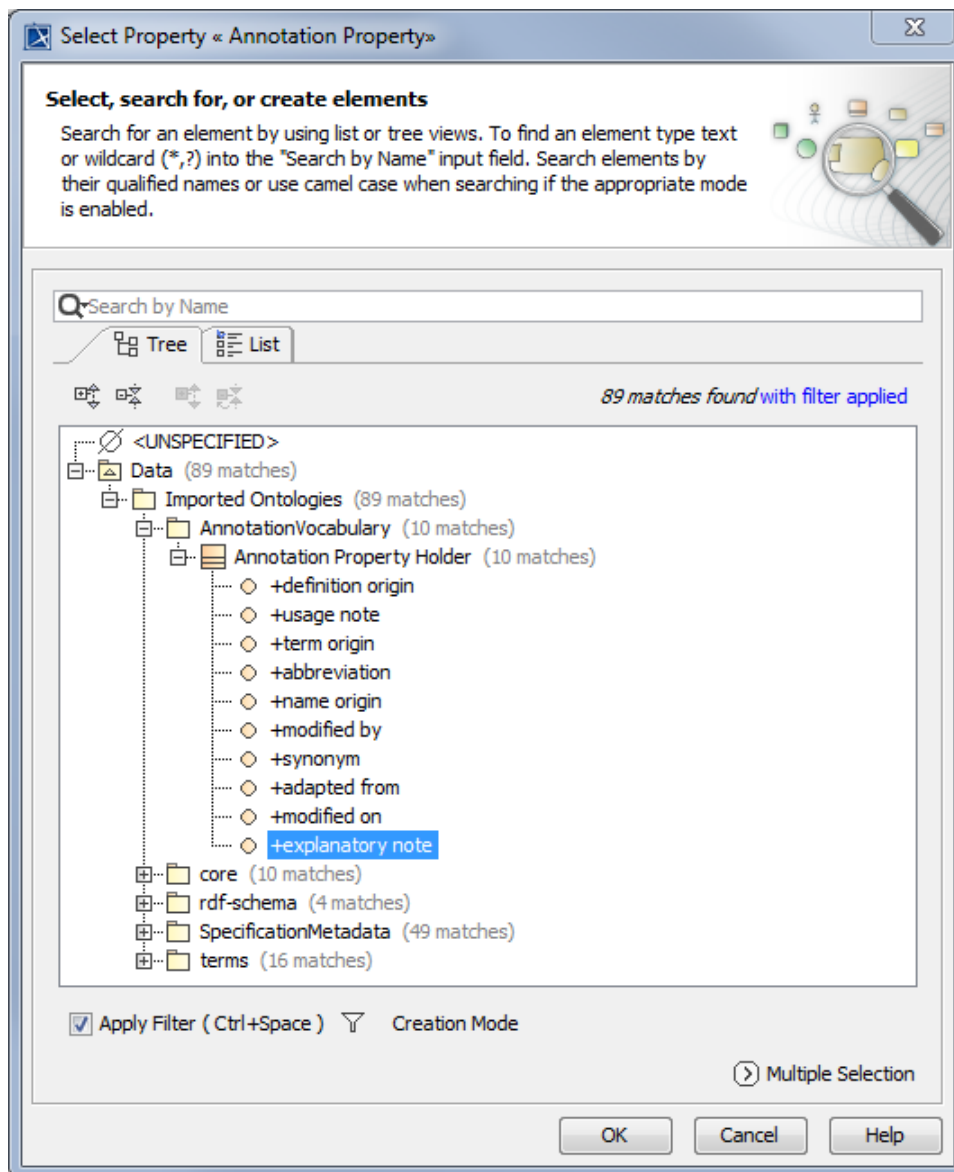 Select Property « Annotation Property»
Select, search for, or create elements
Search for an element by using list or tree views. To find an element type text
or wildcard (*,?) into the "Search by Name" input field. Search elements by
their qualified names or use camel case when searching if the appropriate mode
is enabled.
Search by Name
Tree List
89 matches found with filter applied
<UNSPECIFIED>
Data (89 matches)
Imported Ontologies (89 matches)
AnnotationVocabulary (10 matches)
Annotation Property Holder (10 matches)
+definition origin
+usage note
+term origin
+abbreviation
+name origin
+modified by
+synonym
+adapted from
+modified on
+explanatory note
core (10 matches)
rdf-schema (4 matches)
SpecificationMetadata (49 matches)
terms (16 matches)
Apply Filter ( Ctrl+Space ) Creation Mode
Multiple Selection
OK Cancel Help